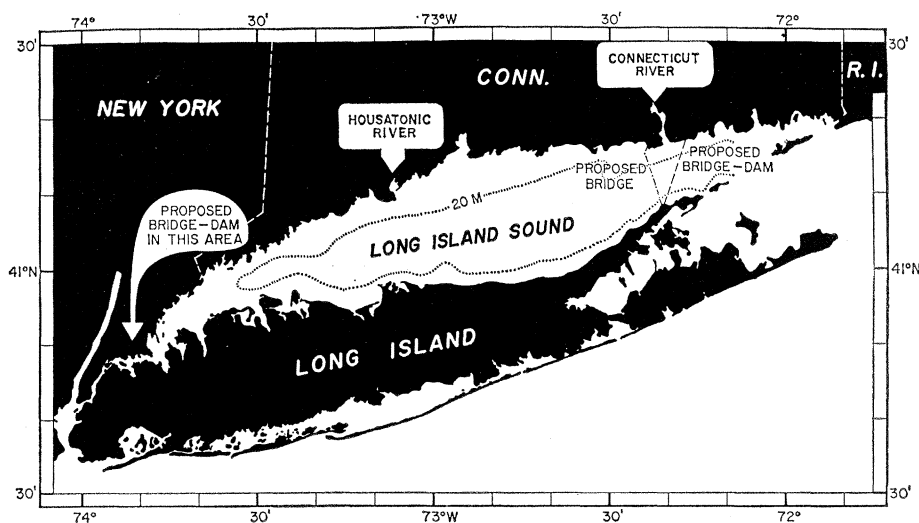 74° 30' 73°W 30' 72°
30' 30'
CONN.
CONNECTICUT
RIVER
R. I.
NEW YORK
HOUSATONIC
RIVER
PROPOSED
BRIDGE
PROPOSED
BRIDGE-DAM
20 M
PROPOSED
BRIDGE-DAM
IN THIS AREA
LONG ISLAND SOUND
41°N 41°N
LONG ISLAND
30' 30'
74° 30' 73°W 30' 72°